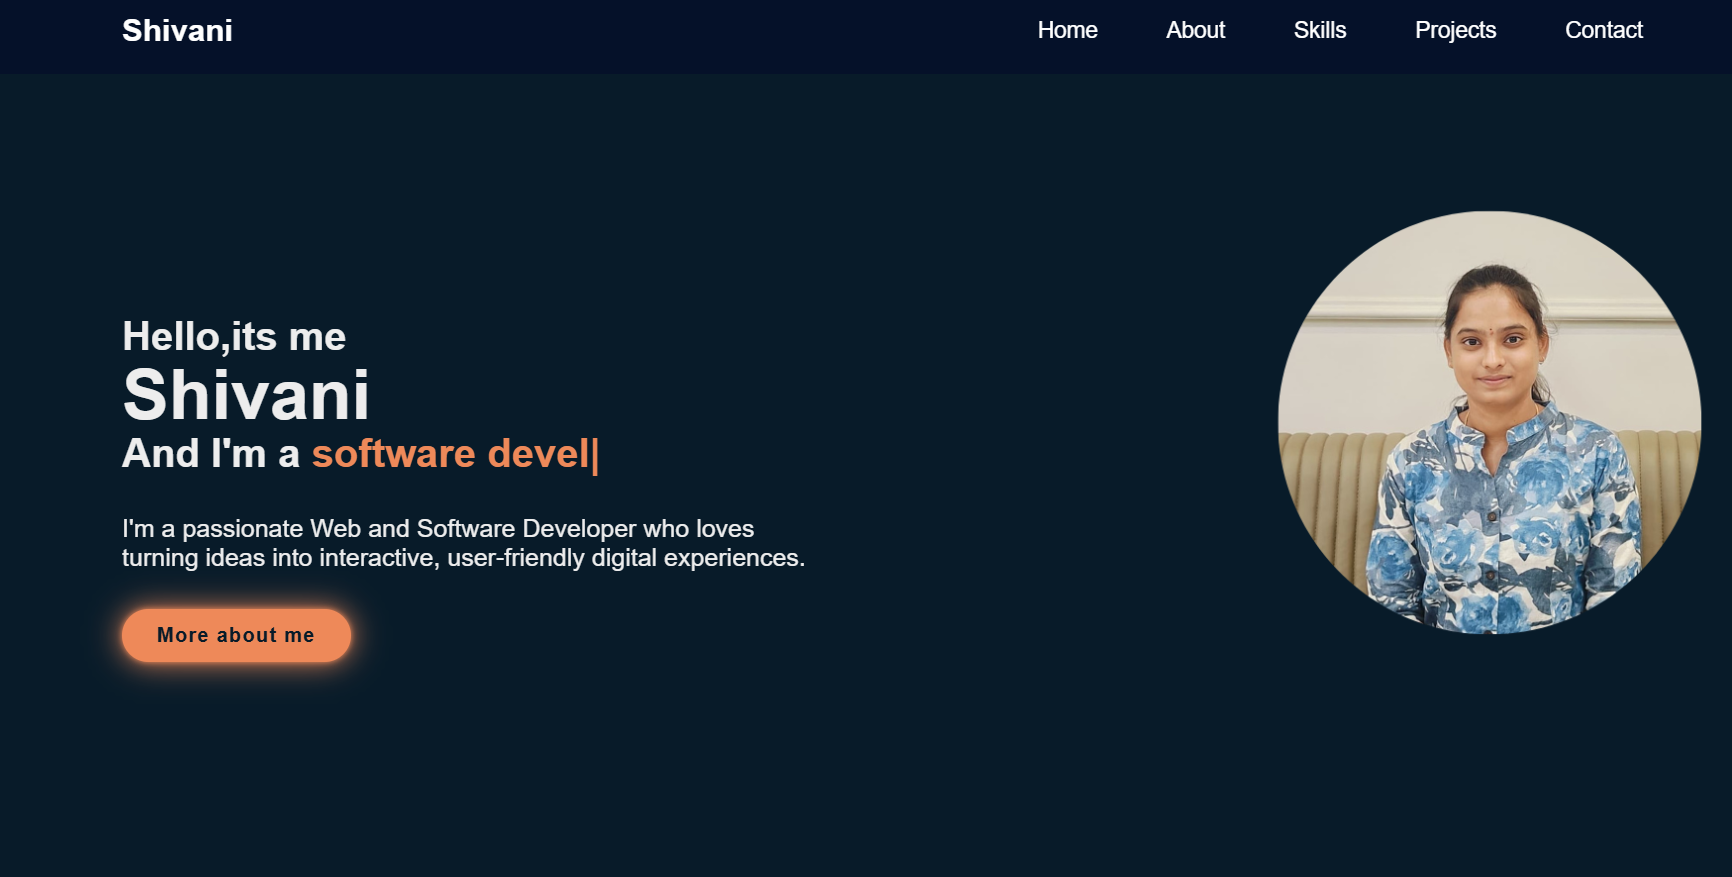 Shivani
Home About Skills Projects Contact
Hello,its me
Shivani
And I'm a software devel|
I'm a passionate Web and Software Developer who loves
turning ideas into interactive, user-friendly digital experiences.
More about me